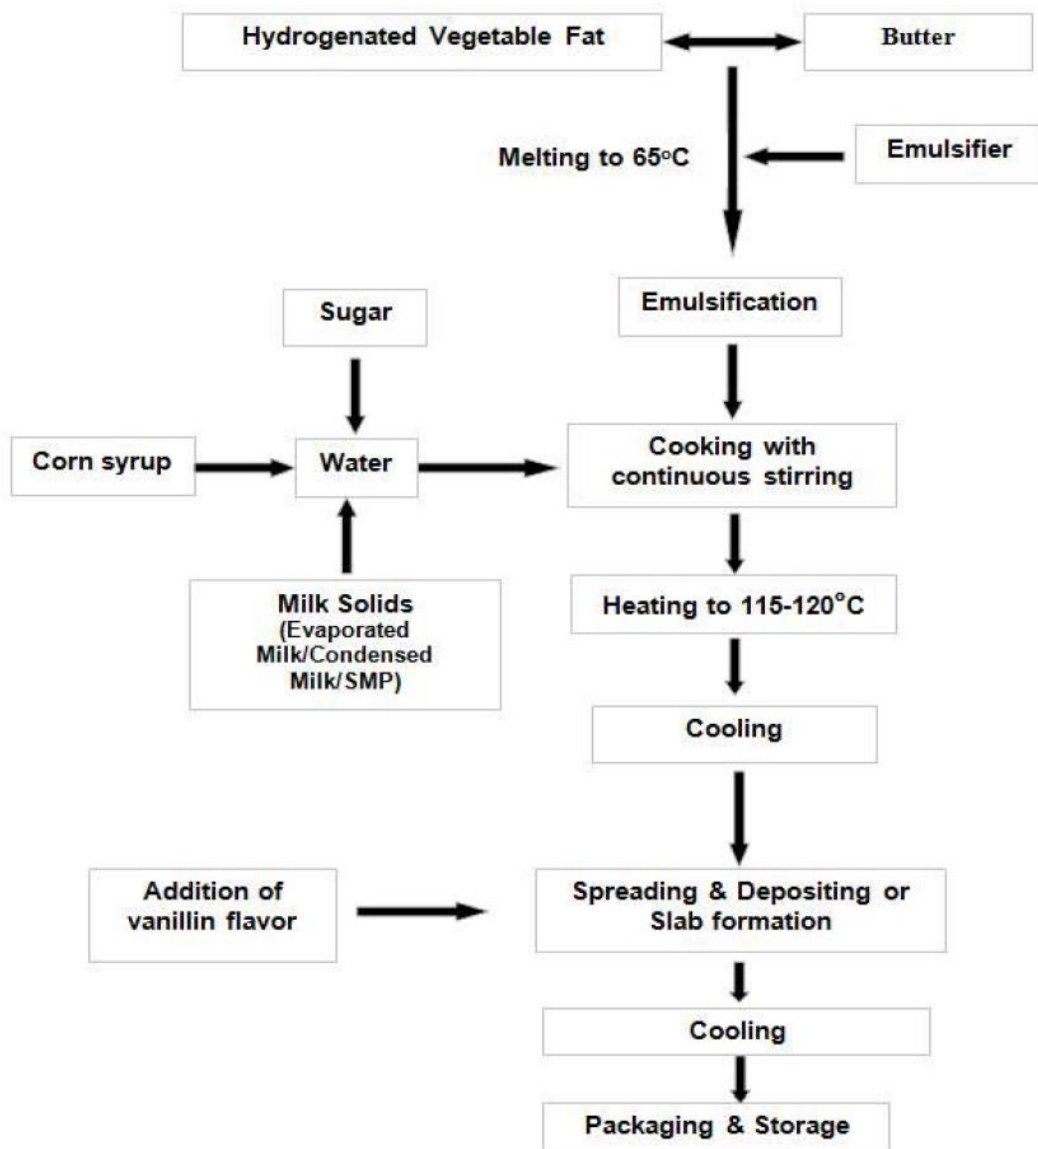 Hydrogenated Vegetable Fat
Butter
Melting to 65°C
Emulsifier
Emulsification
Sugar
Corn syrup
Water
Cooking with
continuous stirring
Milk Solids
(Evaporated
Milk/Condensed
Milk/SMP)
Heating to 115-120°C
Cooling
Addition of
vanillin flavor
Spreading & Depositing or
Slab formation
Cooling
Packaging & Storage